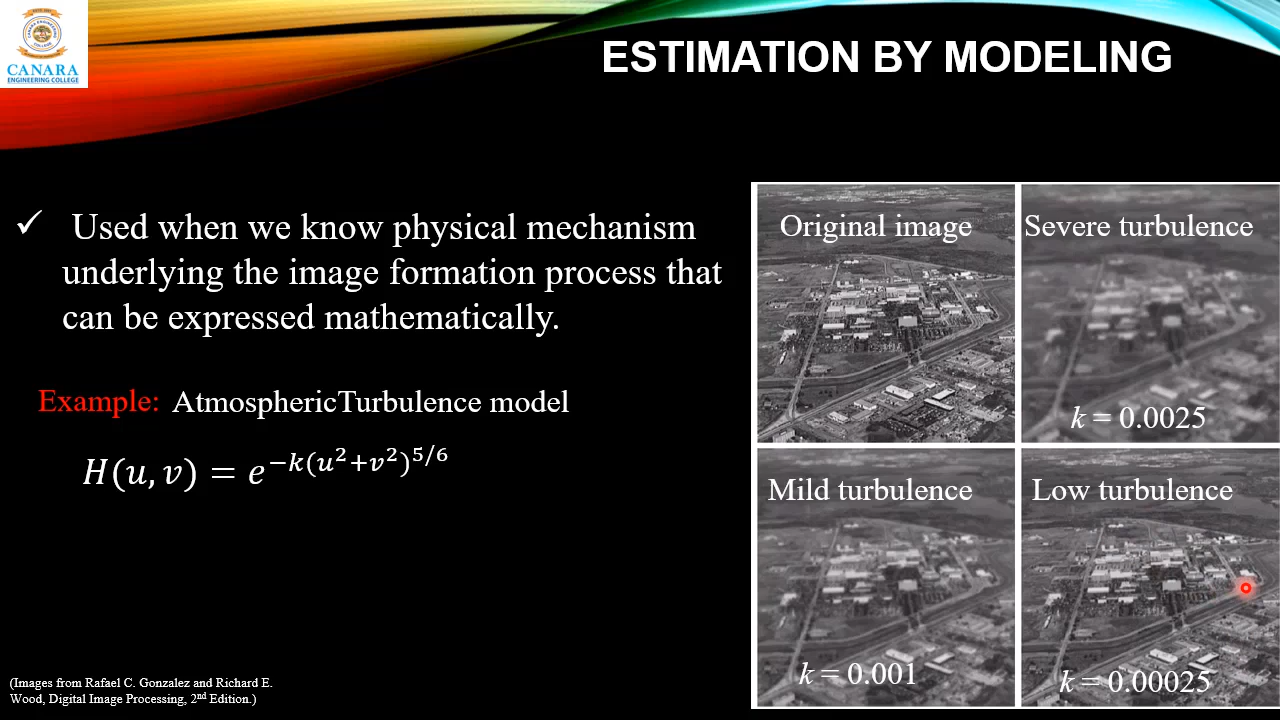 CANARA
ENGINEERING COLLEGE
ESTIMATION BY MODELING
✓ Used when we know physical mechanism
underlying the image formation process that
can be expressed mathematically.
Example: AtmosphericTurbulence model
H(u, v) = e^{−k(u²+v²)^{5/6}}
Original image
Severe turbulence
k = 0.0025
Mild turbulence
k = 0.001
Low turbulence
k = 0.00025
(Images from Rafael C. Gonzalez and Richard E.
Wood, Digital Image Processing, 2nd Edition.)